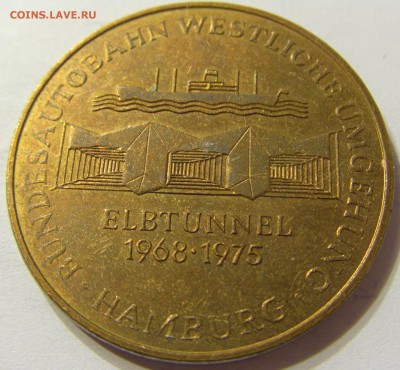 COINS.LAVE.RU
BUNDESAUTOBAHN WESTLICHE UMGEHUNG
ELBTUNNEL
1968·1975
·HAMBURG·